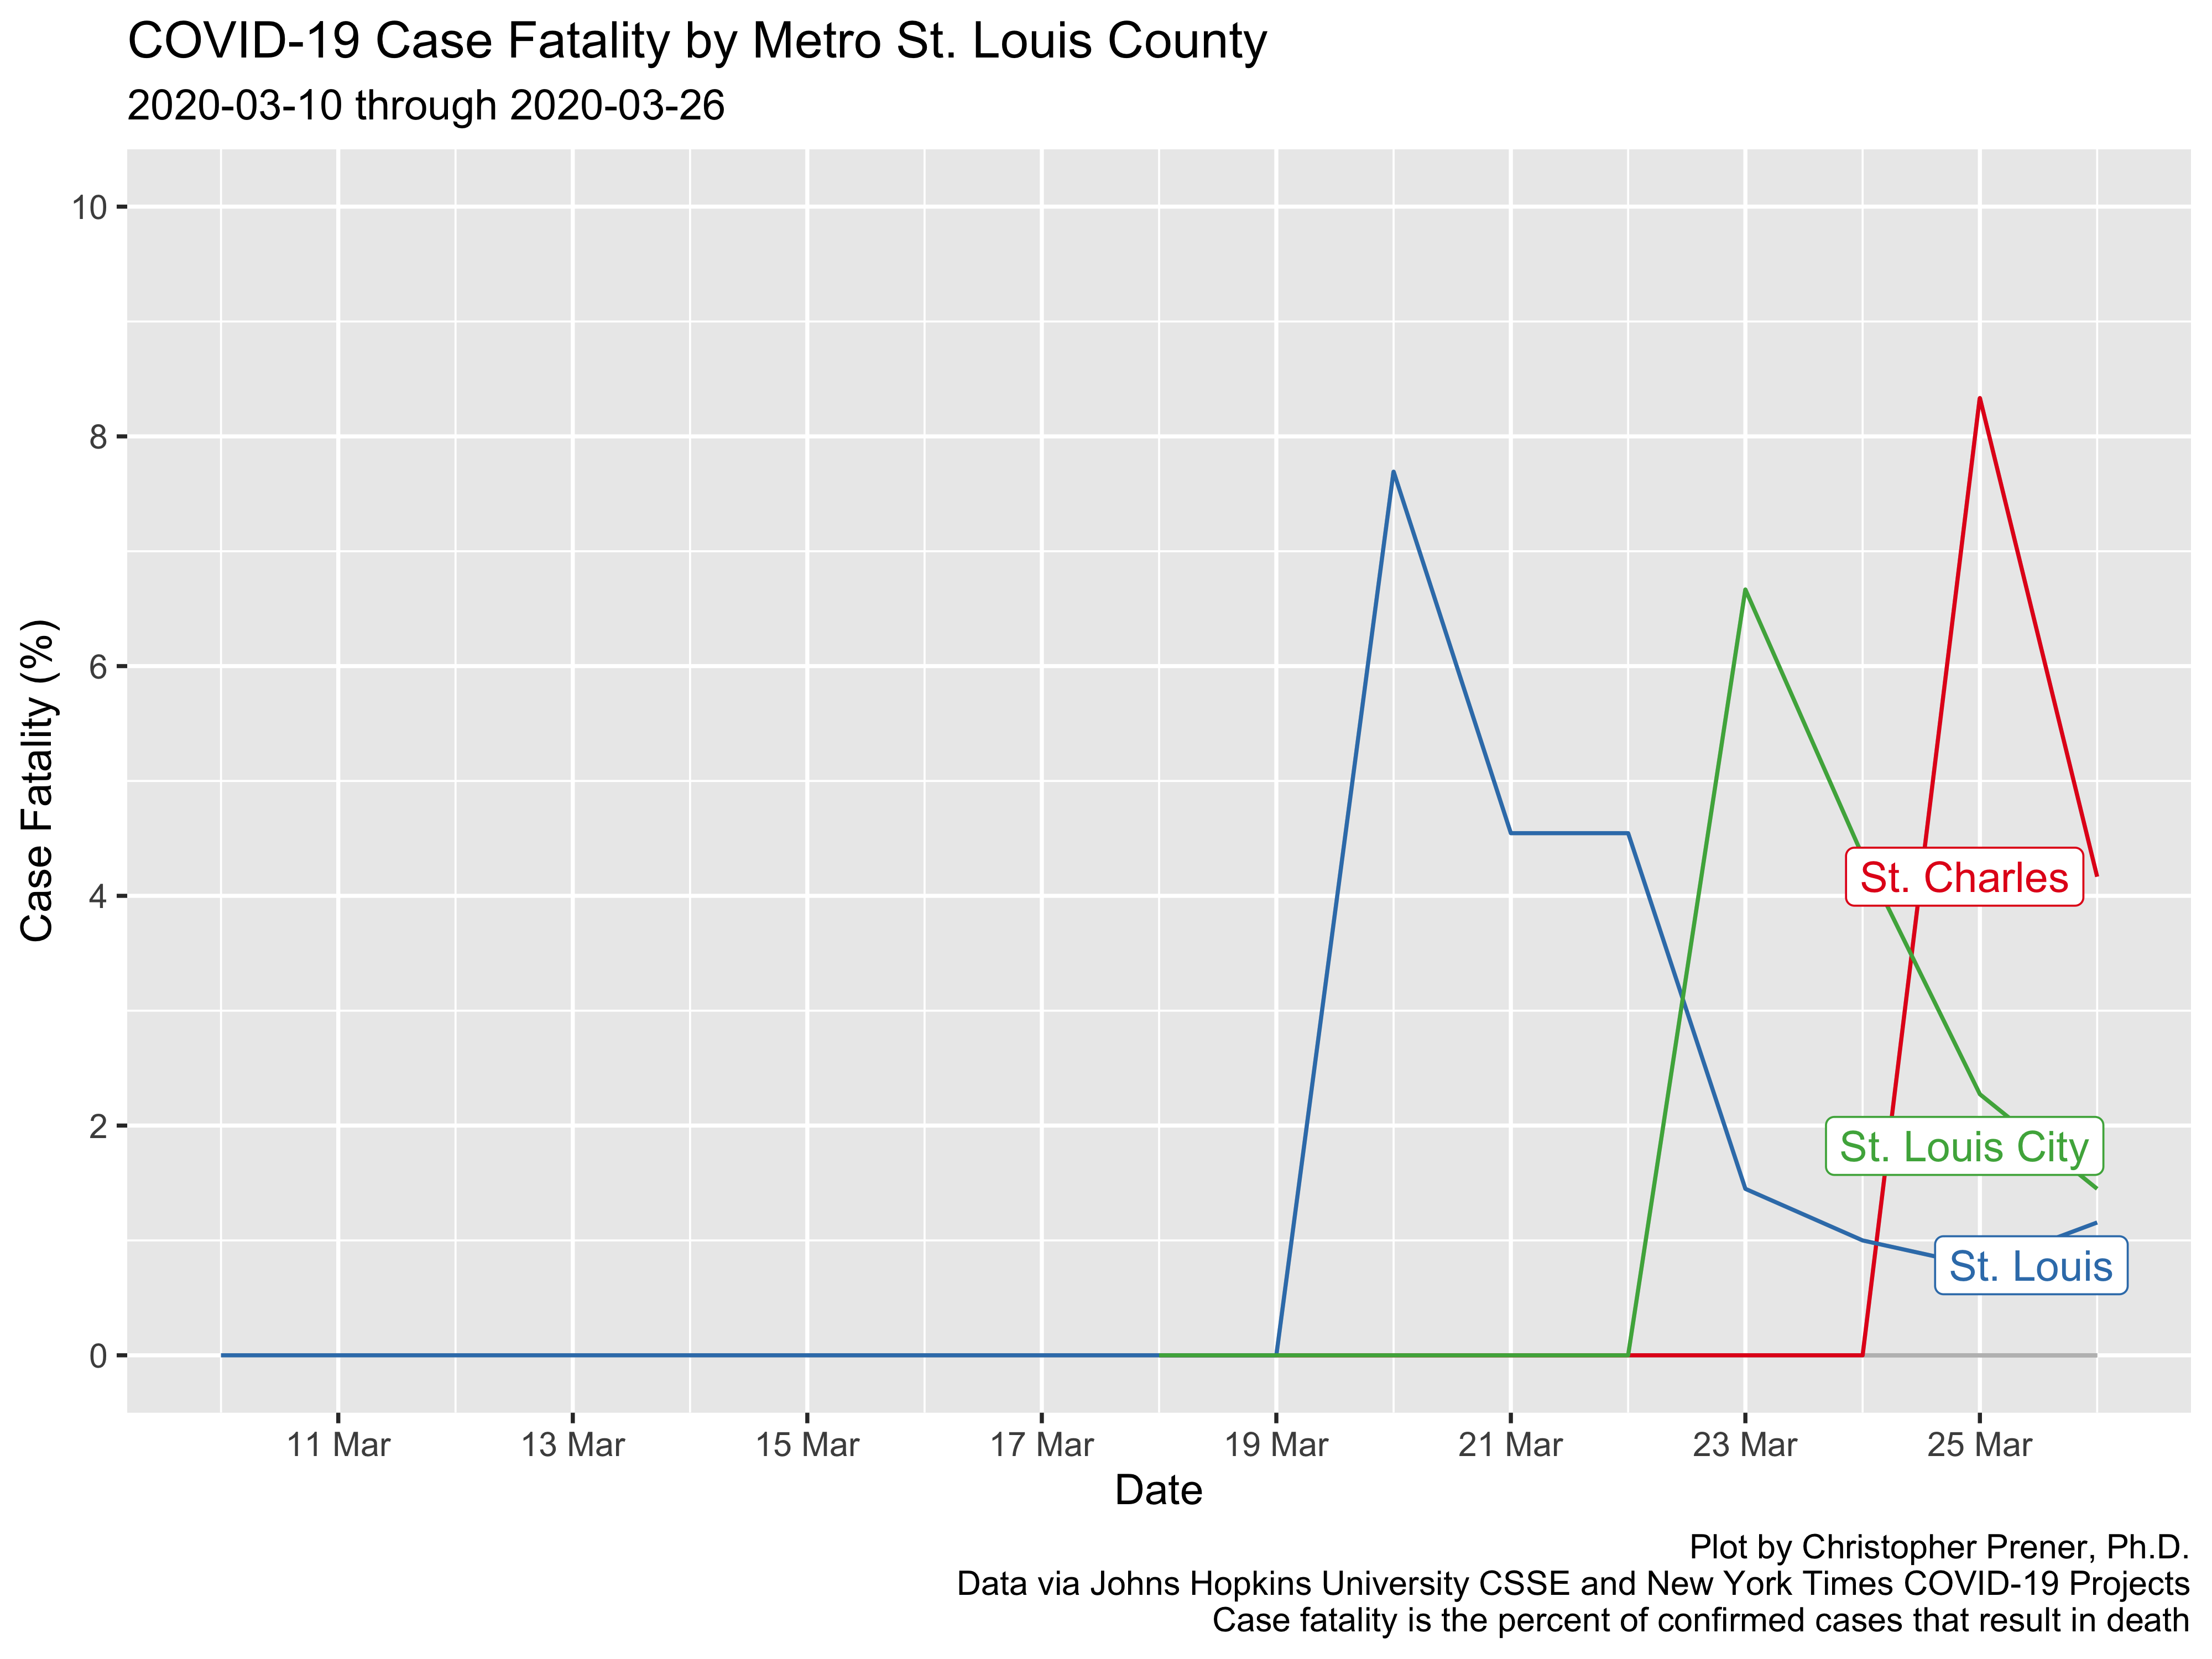 COVID-19 Case Fatality by Metro St. Louis County
2020-03-10 through 2020-03-26
Case Fatality (%)
10
8
6
4
2
0
St. Charles
St. Louis City
St. Louis
11 Mar
13 Mar
15 Mar
17 Mar
19 Mar
21 Mar
23 Mar
25 Mar
Date
Plot by Christopher Prener, Ph.D.
Data via Johns Hopkins University CSSE and New York Times COVID-19 Projects
Case fatality is the percent of confirmed cases that result in death